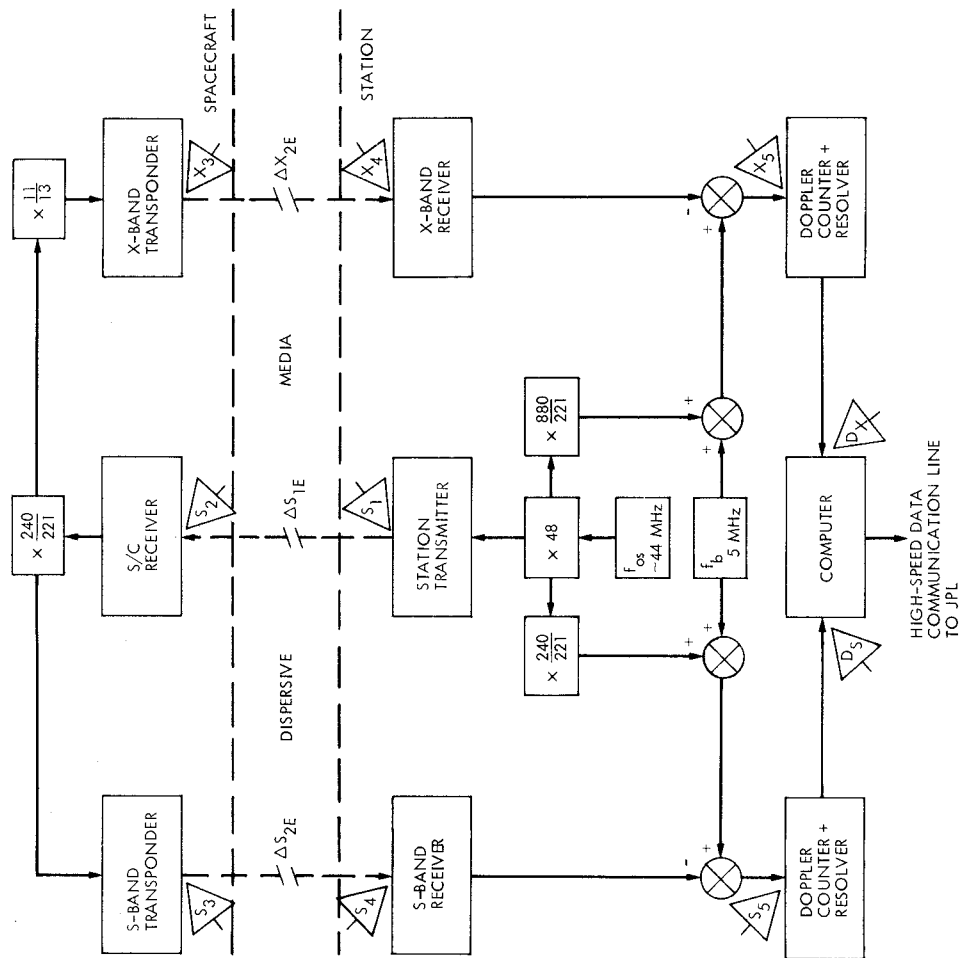 × 11/13
× 240/221
X-BAND
TRANSPONDER
S/C
RECEIVER
S-BAND
TRANSPONDER
X3
S2
S3
SPACECRAFT
ΔX2E
MEDIA
ΔS1E
DISPERSIVE
ΔS2E
STATION
X4
S1
S4
X-BAND
RECEIVER
STATION
TRANSMITTER
S-BAND
RECEIVER
× 880/221
× 48
× 240/221
fos
~44 MHz
fb
5 MHz
+
+
+
+
-
+
-
+
X5
S5
DOPPLER
COUNTER +
RESOLVER
DX
COMPUTER
DS
DOPPLER
COUNTER +
RESOLVER
HIGH-SPEED DATA
COMMUNICATION LINE
TO JPL